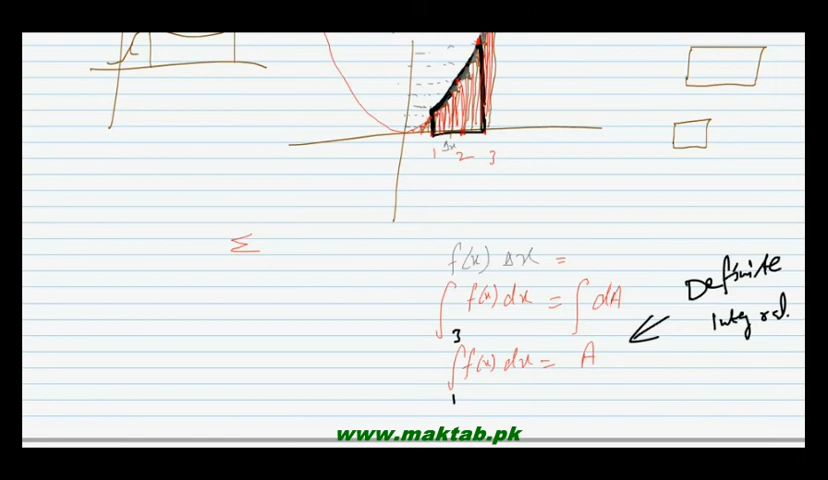 1 Δx 2 3
Σ
f(x) Δx =
∫ f(x) dx = ∫ dA
3
∫ f(x) dx = A
1
Definite
Integral.
www.maktab.pk